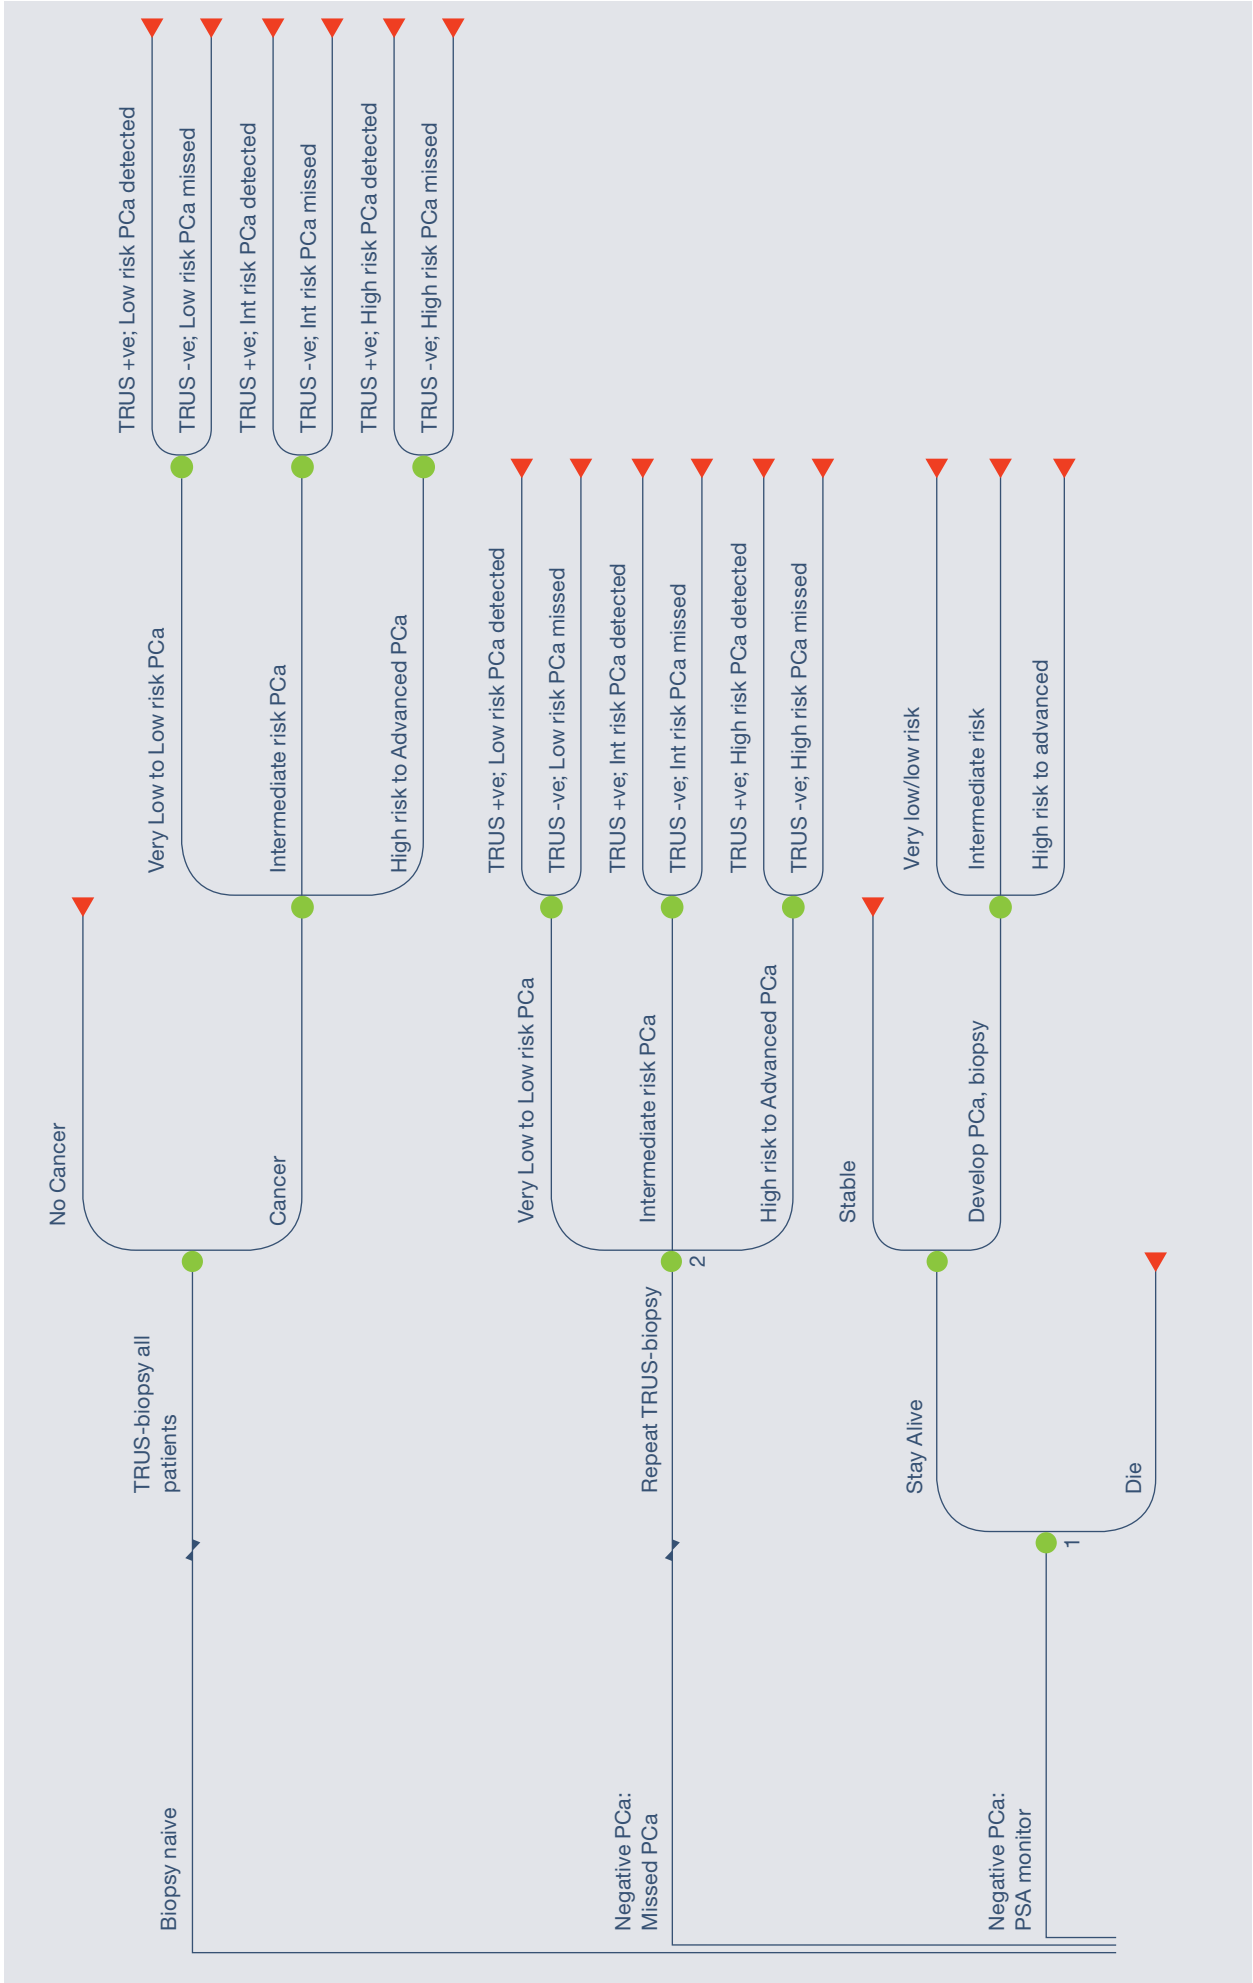 No Cancer
TRUS +ve; Low risk PCa detected
Very Low to Low risk PCa
TRUS -ve; Low risk PCa missed
TRUS-biopsy all
patients
Biopsy naive
TRUS +ve; Int risk PCa detected
Cancer
Intermediate risk PCa
TRUS -ve; Int risk PCa missed
TRUS +ve; High risk PCa detected
High risk to Advanced PCa
TRUS -ve; High risk PCa missed
TRUS +ve; Low risk PCa detected
Very Low to Low risk PCa
TRUS -ve; Low risk PCa missed
Negative PCa:
Missed PCa
Repeat TRUS-biopsy
2
TRUS +ve; Int risk PCa detected
Intermediate risk PCa
TRUS -ve; Int risk PCa missed
TRUS +ve; High risk PCa detected
High risk to Advanced PCa
TRUS -ve; High risk PCa missed
Stable
Very low/low risk
Stay Alive
Develop PCa, biopsy
Intermediate risk
High risk to advanced
Negative PCa:
PSA monitor
1
Die